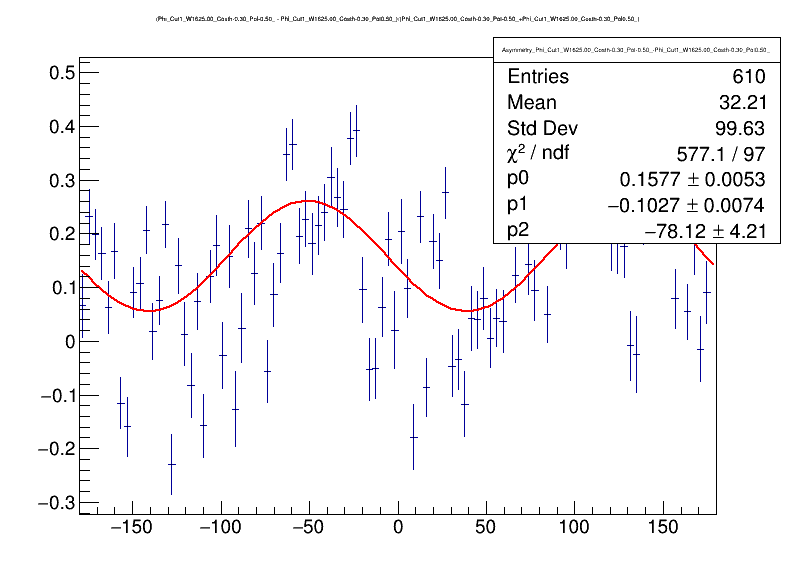 (Phi_Cut1_W1625.00_Costh-0.30_Pol-0.50_ - Phi_Cut1_W1625.00_Costh-0.30_Pol0.50_)/(Phi_Cut1_W1625.00_Costh-0.30_Pol-0.50_+Phi_Cut1_W1625.00_Costh-0.30_Pol0.50_)
Asymmetry_Phi_Cut1_W1625.00_Costh-0.30_Pol-0.50_-Phi_Cut1_W1625.00_Costh-0.30_Pol0.50_
Entries 610
Mean 32.21
Std Dev 99.63
χ² / ndf 577.1 / 97
p0 0.1577 ± 0.0053
p1 −0.1027 ± 0.0074
p2 −78.12 ± 4.21
0.5
0.4
0.3
0.2
0.1
0
−0.1
−0.2
−0.3
−150 −100 −50 0 50 100 150